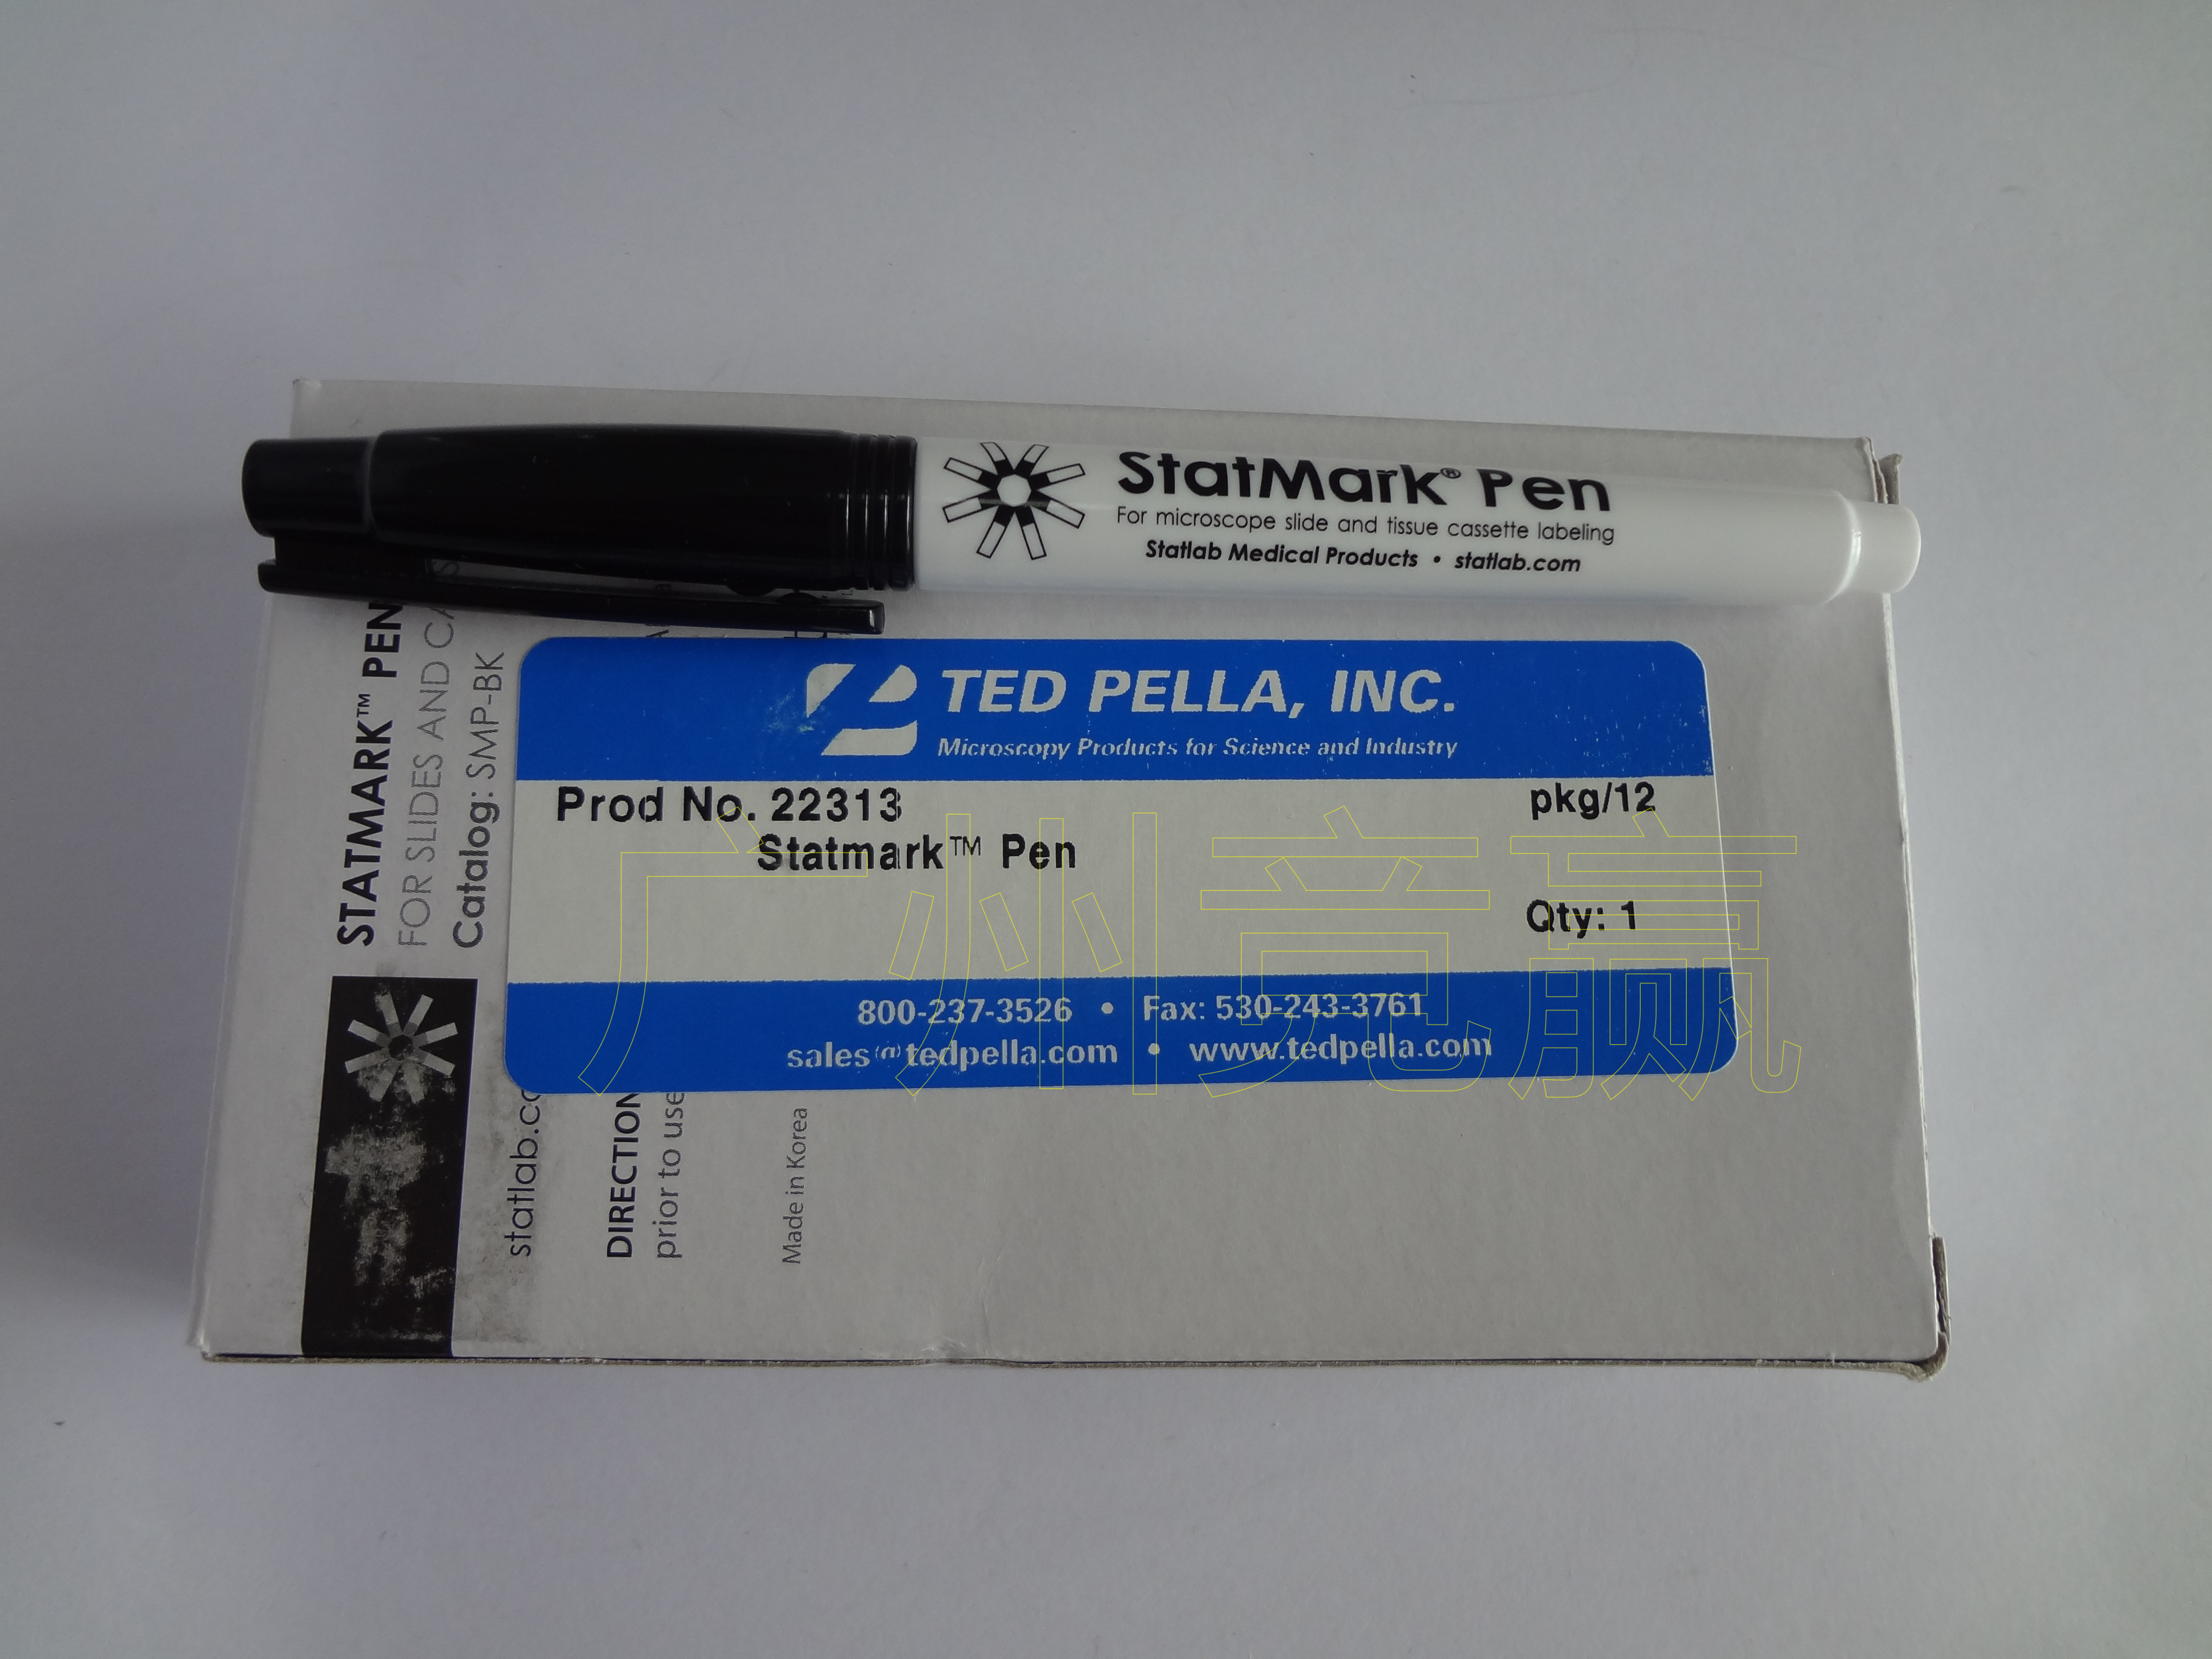 StatMark® Pen
For microscope slide and tissue cassette labeling
Statlab Medical Products • statlab.com
STATMARK™ PEN
FOR SLIDES AND CA
Catalog: SMP-BK
statlab.co
DIRECTION
prior to use
Made in Korea
TED PELLA, INC.
Microscopy Products for Science and Industry
Prod No. 22313
pkg/12
Statmark™ Pen
Qty: 1
800-237-3526 • Fax: 530-243-3761
sales@tedpella.com • www.tedpella.com
广州竞赢